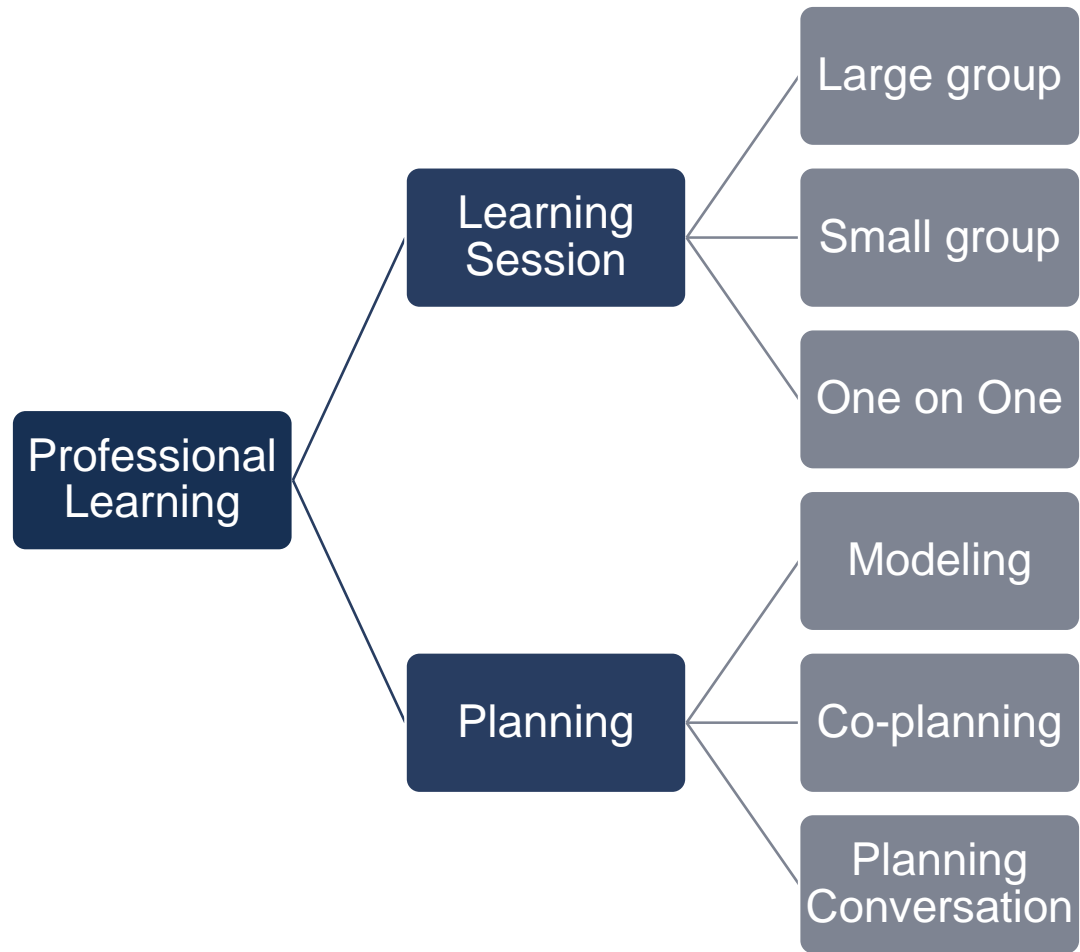 Professional
Learning
Learning
Session
Large group
Small group
One on One
Planning
Modeling
Co-planning
Planning
Conversation